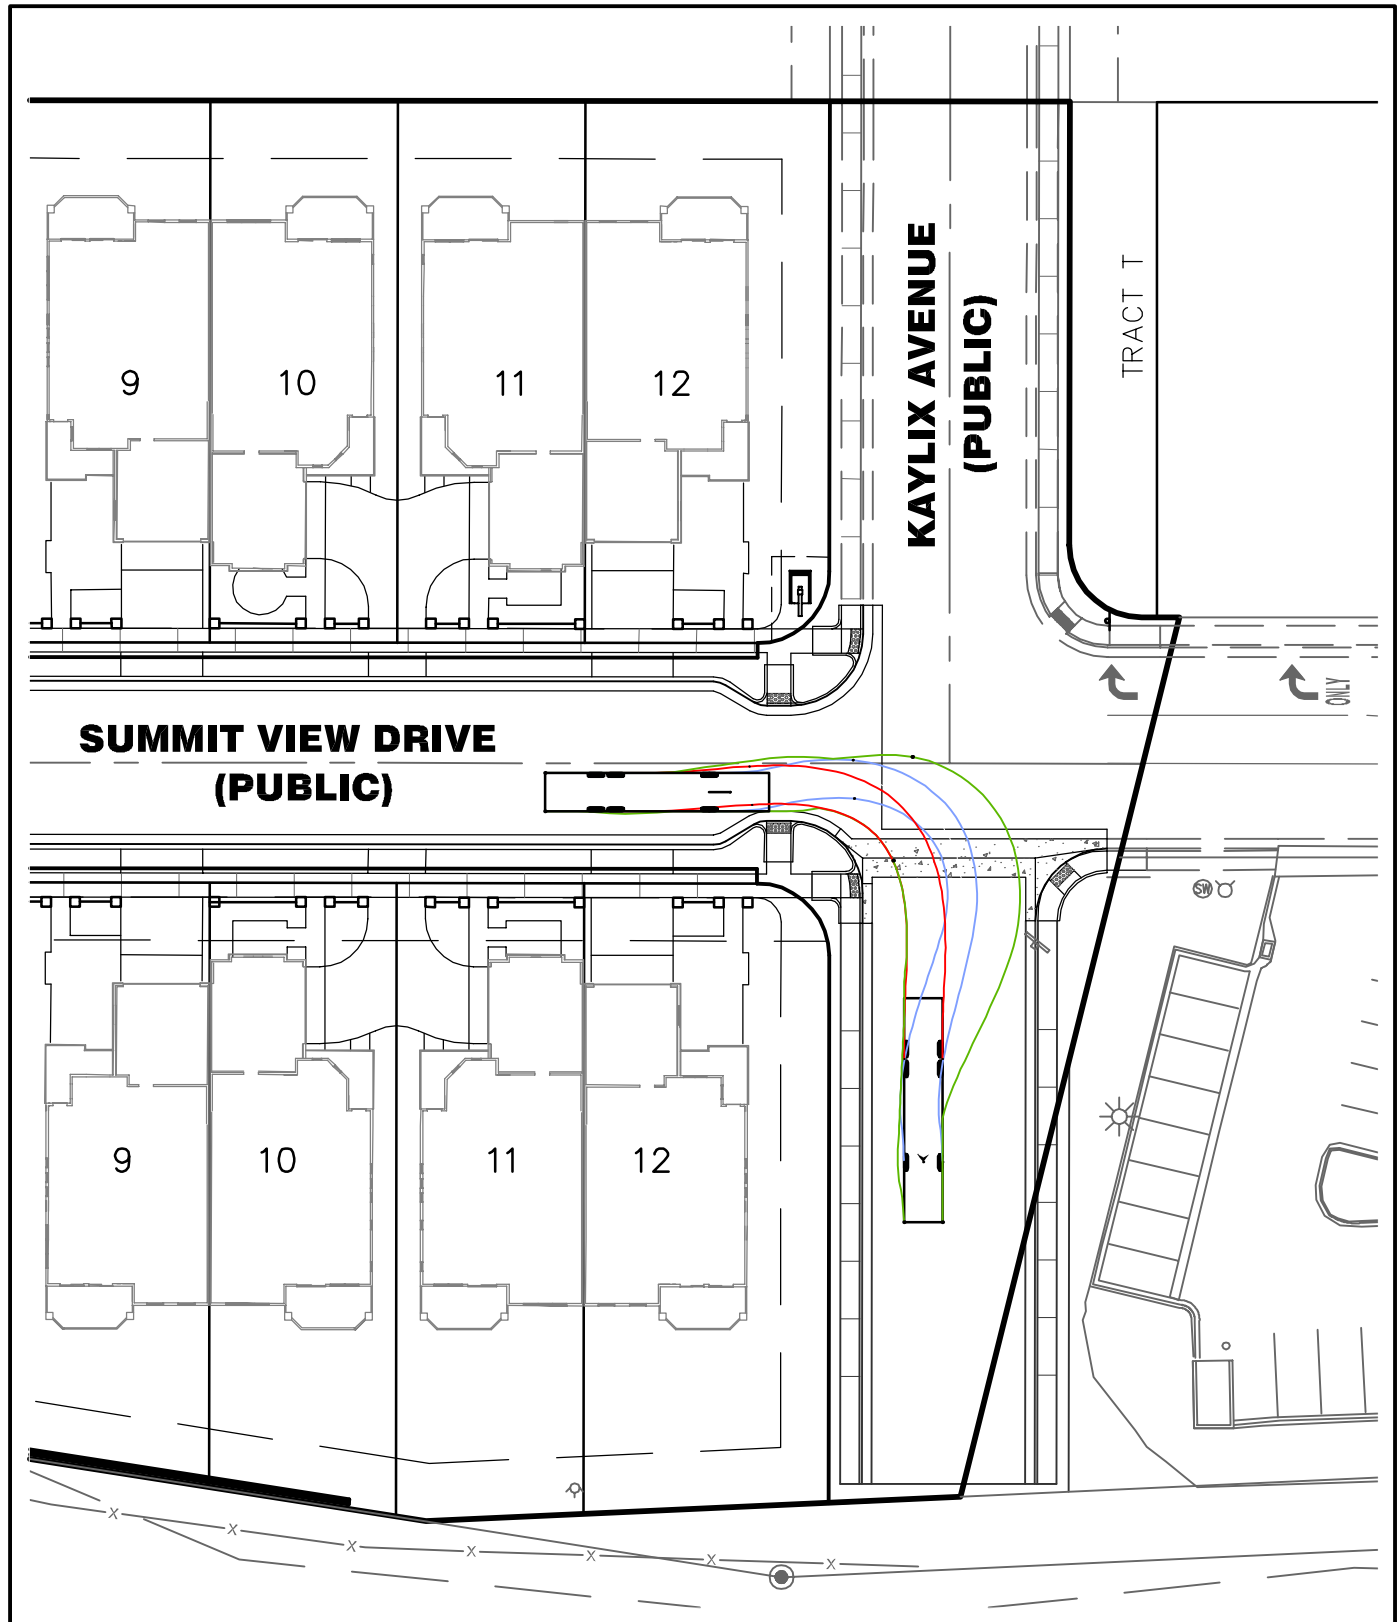 KAYLIX AVENUE
(PUBLIC)
TRACT T
9
10
11
12
ONLY
SUMMIT VIEW DRIVE
(PUBLIC)
SW
9
10
11
12
X
X
X
X
X
X
X